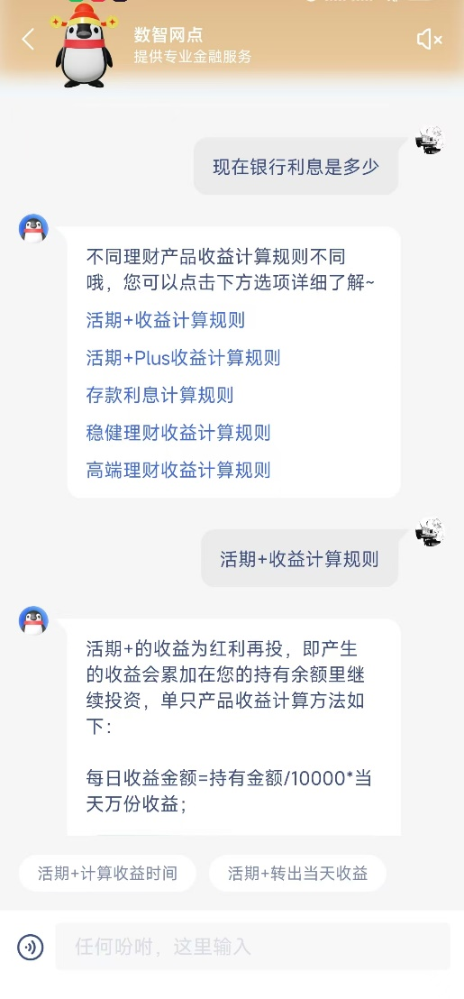 数智网点
提供专业金融服务
现在银行利息是多少
不同理财产品收益计算规则不同
哦，您可以点击下方选项详细了解~
活期+收益计算规则
活期+Plus收益计算规则
存款利息计算规则
稳健理财收益计算规则
高端理财收益计算规则
活期+收益计算规则
活期+的收益为红利再投，即产生
的收益会累加在您的持有余额里继
续投资，单只产品收益计算方法如
下：
每日收益金额=持有金额/10000*当
天万份收益；
活期+计算收益时间
活期+转出当天收益
任何吩咐，这里输入